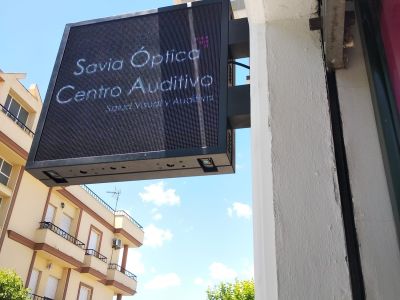 Savia Óptica
Centro Auditivo
Salud Visual y Auditiva